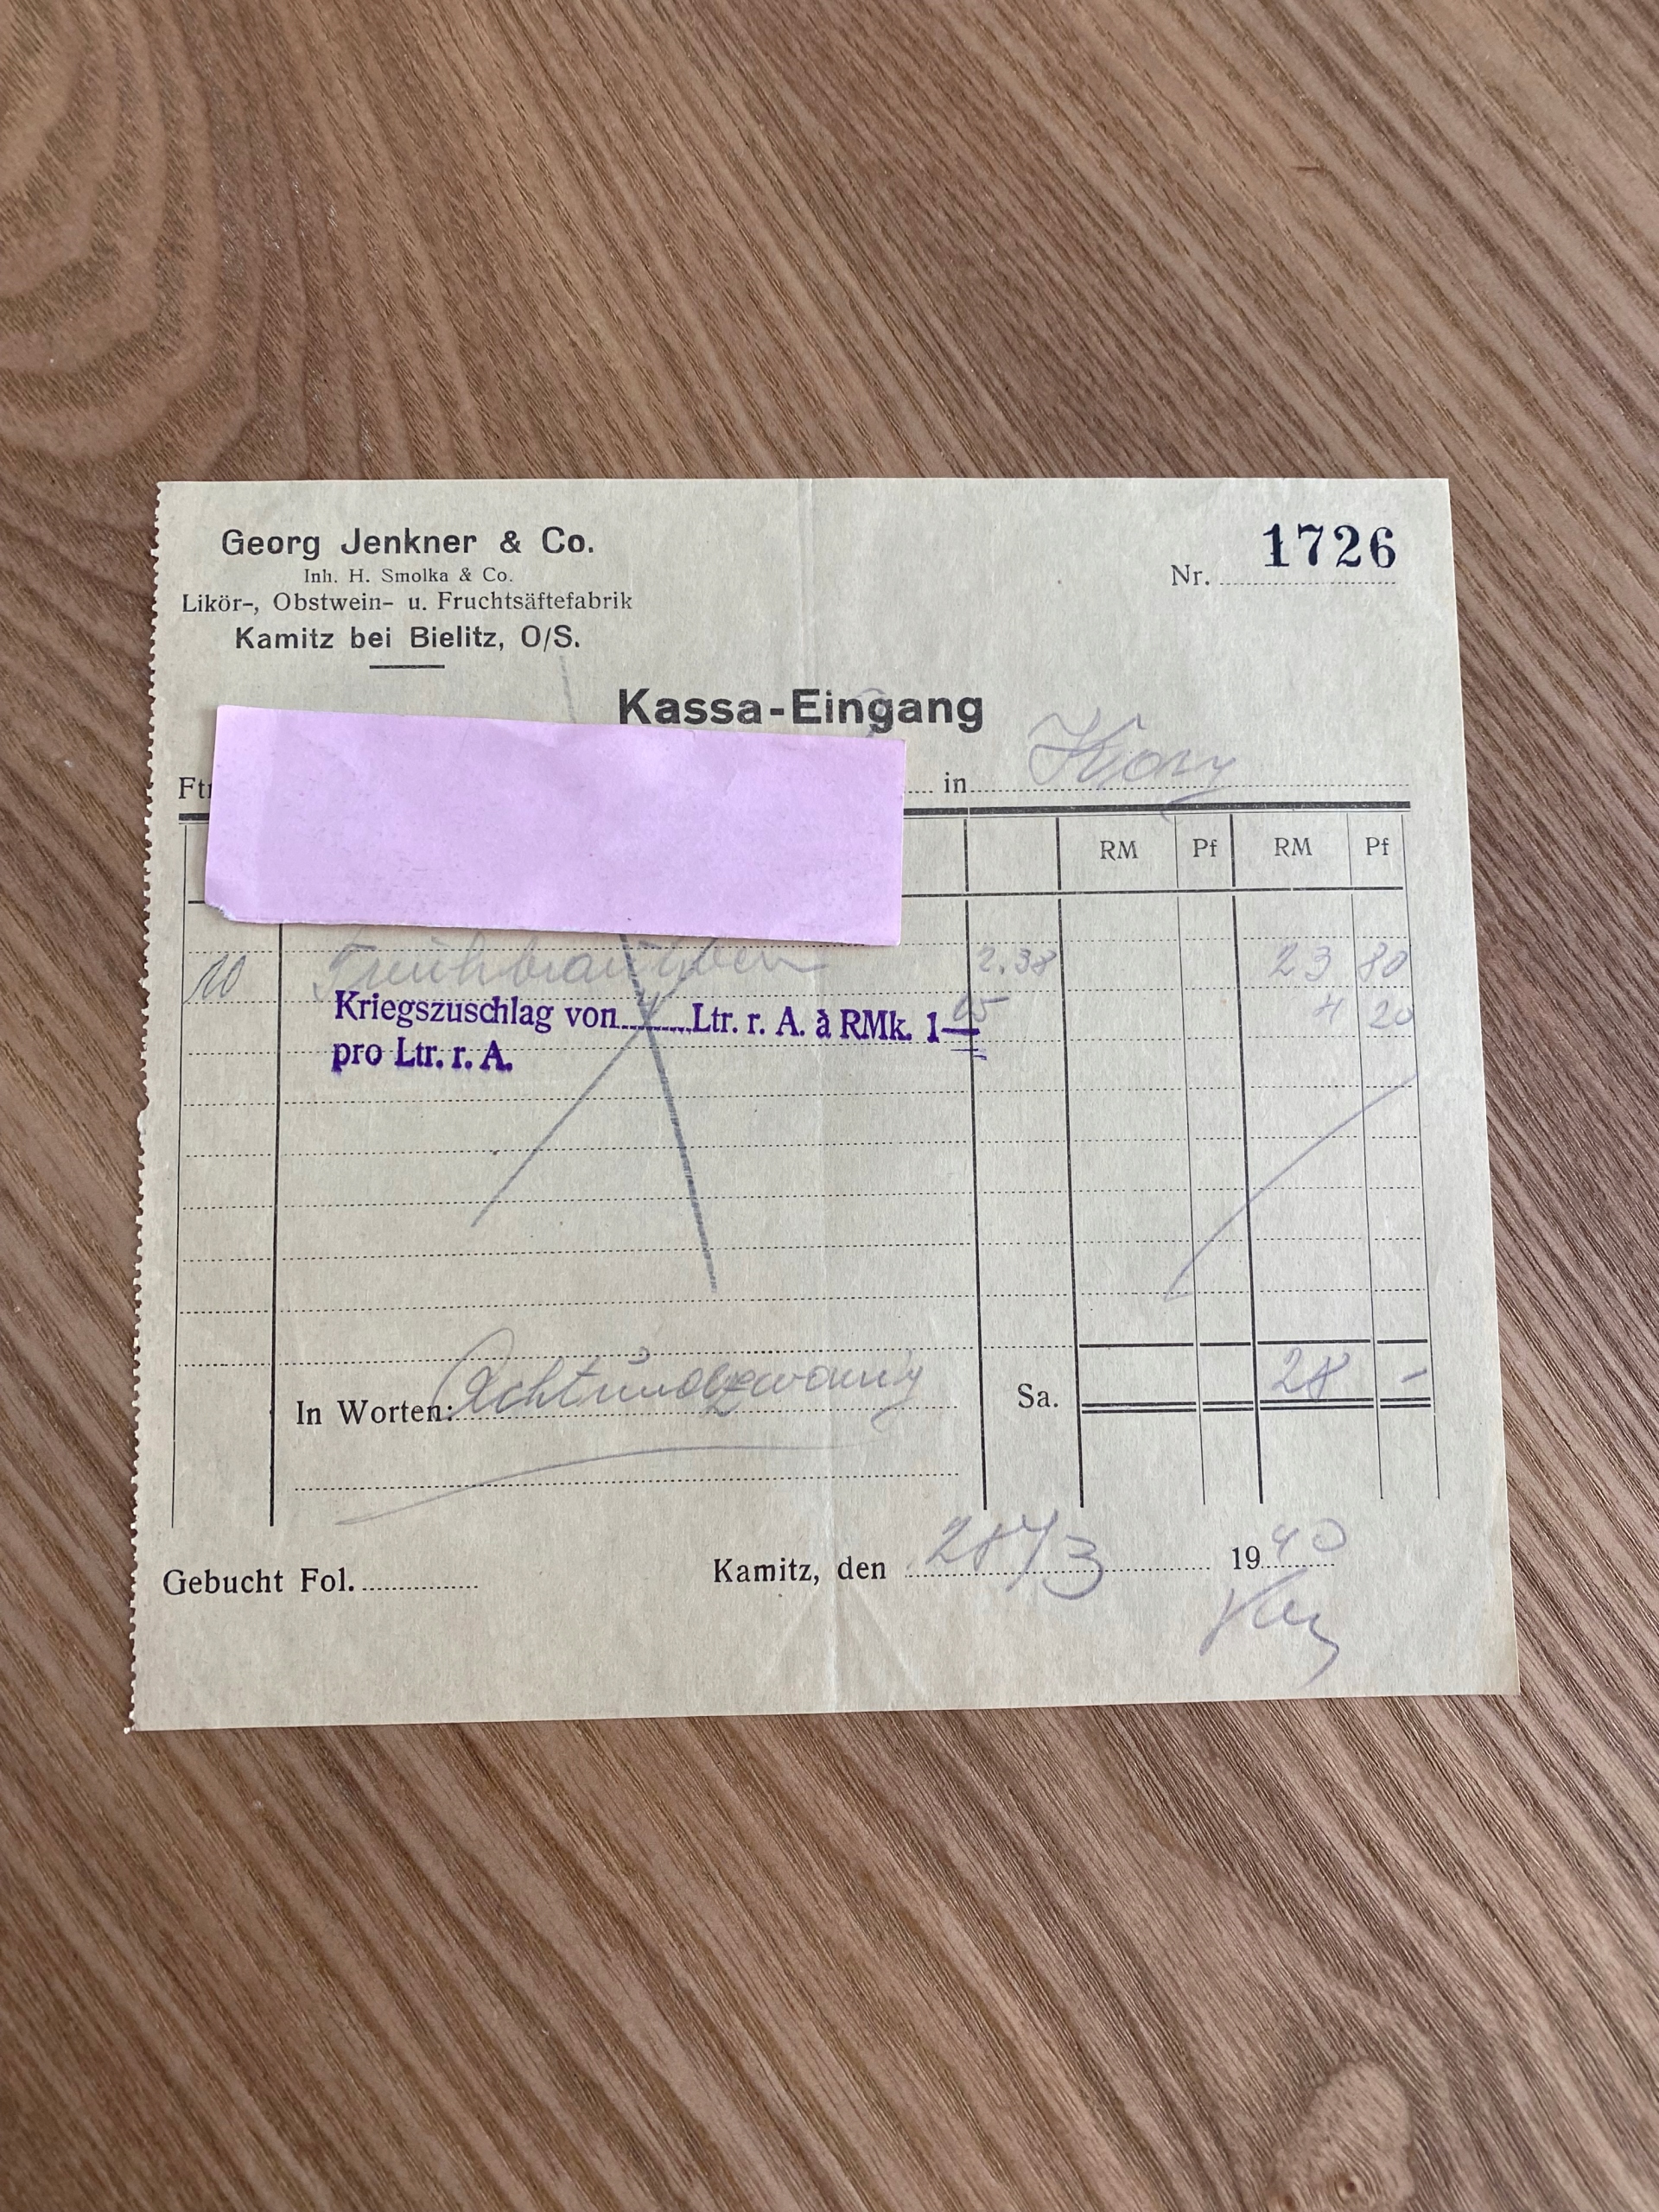 Georg Jenkner & Co.
Inh. H. Smolka & Co.
Likör-, Obstwein- u. Fruchtsäftefabrik
Kamitz bei Bielitz, O/S.
Nr. 1726
Kassa-Eingang
in
RM Pf RM Pf
10 2.38 23 80
Kriegszuschlag von 4 Ltr. r. A. à RMk. 1— 05 4 20
pro Ltr. r. A.
In Worten: Achtundzwanzig Sa. 28 -
Gebucht Fol. Kamitz, den 28/3 1940